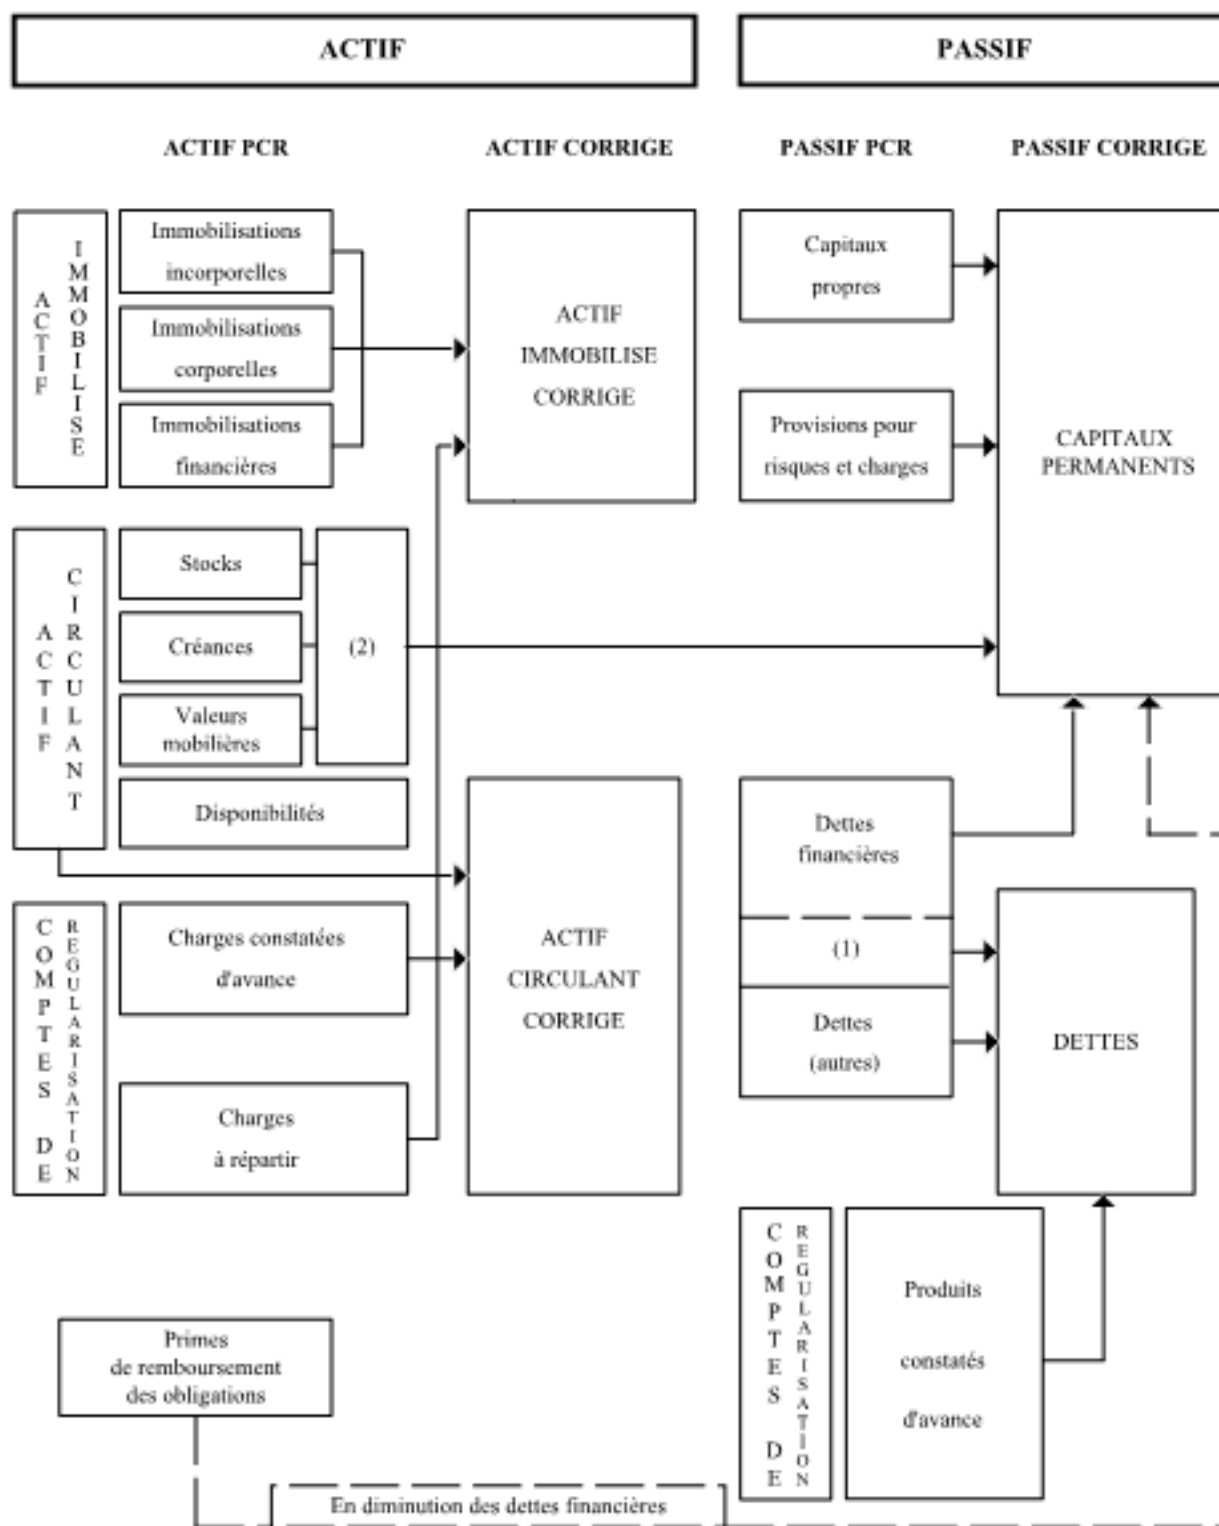 ACTIF
PASSIF
ACTIF PCR
ACTIF CORRIGE
PASSIF PCR
PASSIF CORRIGE
ACTIF
IMMOBILISE
Immobilisations
incorporelles
Immobilisations
corporelles
Immobilisations
financières
ACTIF
IMMOBILISE
CORRIGE
Capitaux
propres
Provisions pour
risques et charges
CAPITAUX
PERMANENTS
ACTIF
CIRCULANT
Stocks
Créances
Valeurs
mobilières
(2)
Disponibilités
COMPTES DE
REGULARISATION
Charges constatées
d'avance
Charges
à répartir
ACTIF
CIRCULANT
CORRIGE
Dettes
financières
(1)
Dettes
(autres)
DETTES
COMPTES DE
REGULARISATION
Produits
constatés
d'avance
Primes
de remboursement
des obligations
En diminution des dettes financières